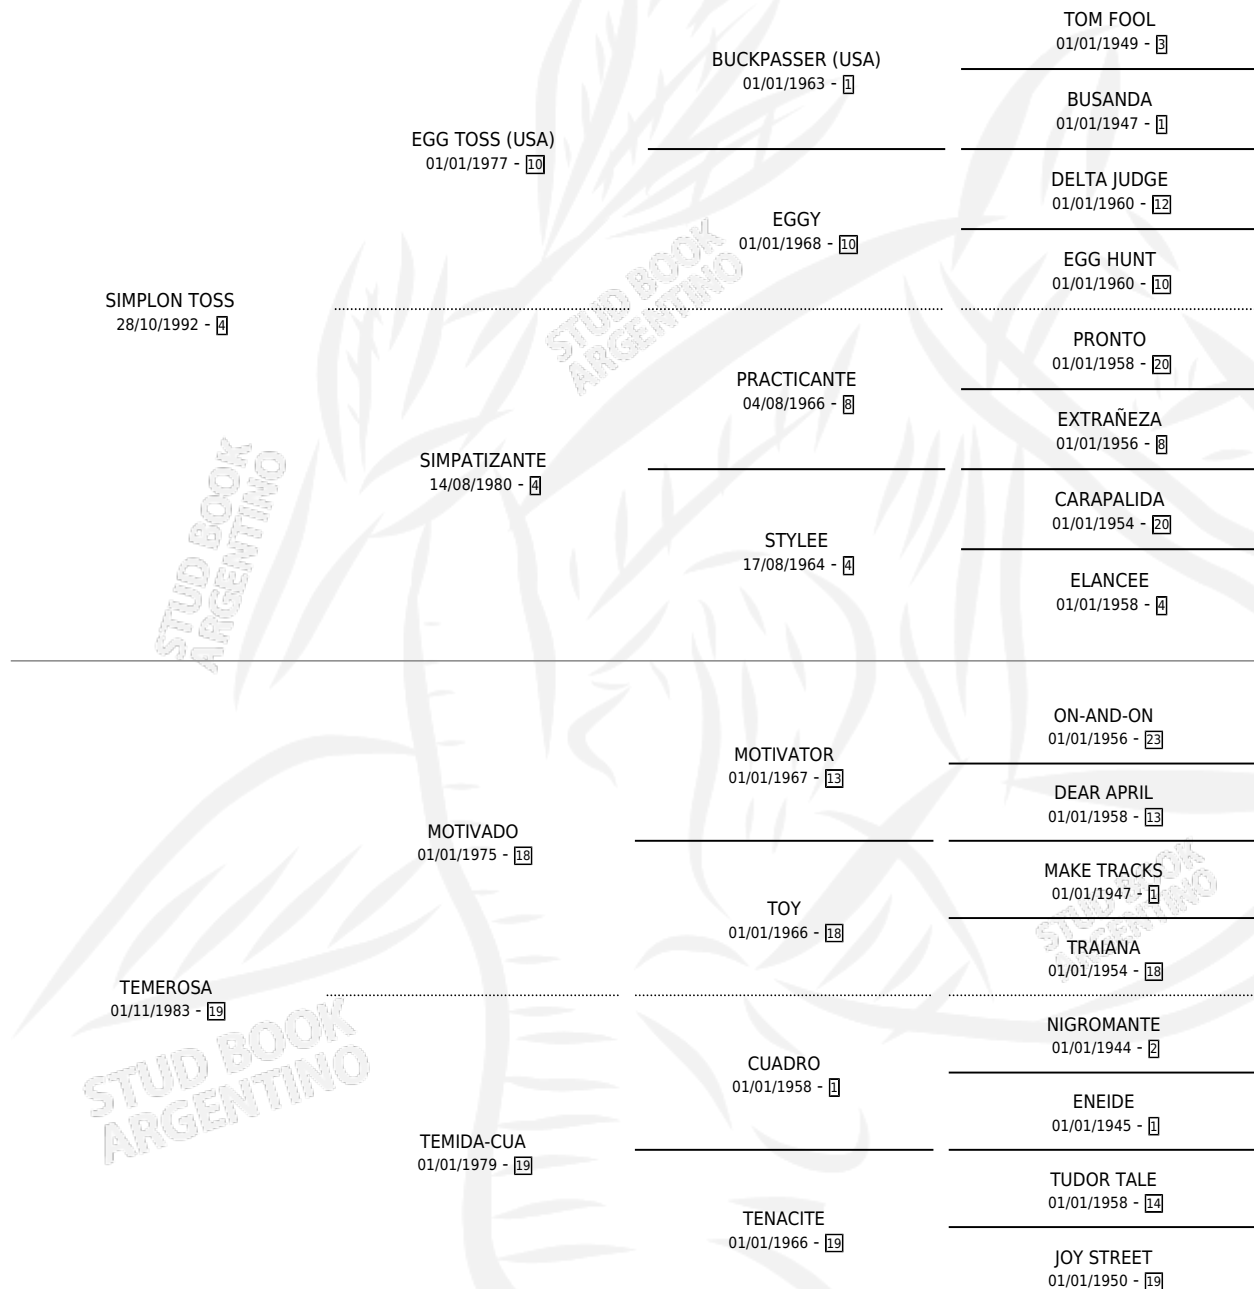 TOM FOOL
01/01/1949 - 3
BUCKPASSER (USA)
01/01/1963 - 1
BUSANDA
01/01/1947 - 1
EGG TOSS (USA)
01/01/1977 - 10
DELTA JUDGE
01/01/1960 - 12
EGGY
01/01/1968 - 10
EGG HUNT
01/01/1960 - 10
STUD BOOK
ARGENTINO
SIMPLON TOSS
28/10/1992 - 4
PRONTO
01/01/1958 - 20
PRACTICANTE
04/08/1966 - 8
EXTRAÑEZA
01/01/1956 - 8
SIMPATIZANTE
14/08/1980 - 4
CARAPALIDA
01/01/1954 - 20
STYLEE
17/08/1964 - 4
ELANCEE
01/01/1958 - 4
STUD BOOK
ARGENTINO
ON-AND-ON
01/01/1956 - 23
MOTIVATOR
01/01/1967 - 13
DEAR APRIL
01/01/1958 - 13
MOTIVADO
01/01/1975 - 18
MAKE TRACKS
01/01/1947 - 1
TOY
01/01/1966 - 18
TRAIANA
01/01/1954 - 18
STUD BOOK
ARGENTINO
TEMEROSA
01/11/1983 - 19
NIGROMANTE
01/01/1944 - 2
CUADRO
01/01/1958 - 1
ENEIDE
01/01/1945 - 1
STUD BOOK
ARGENTINO
TEMIDA-CUA
01/01/1979 - 19
TUDOR TALE
01/01/1958 - 14
TENACITE
01/01/1966 - 19
JOY STREET
01/01/1950 - 19